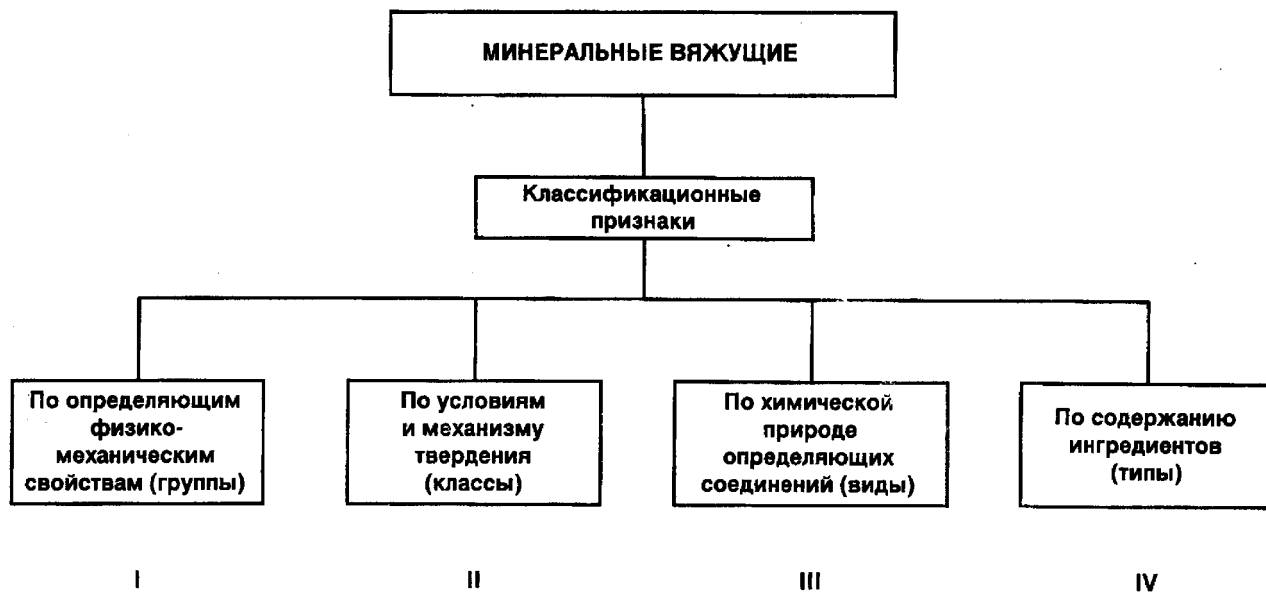 МИНЕРАЛЬНЫЕ ВЯЖУЩИЕ
Классификационные
признаки
По определяющим
физико-
механическим
свойствам (группы)
По условиям
и механизму
твердения
(классы)
По химической
природе
определяющих
соединений (виды)
По содержанию
ингредиентов
(типы)
I
II
III
IV